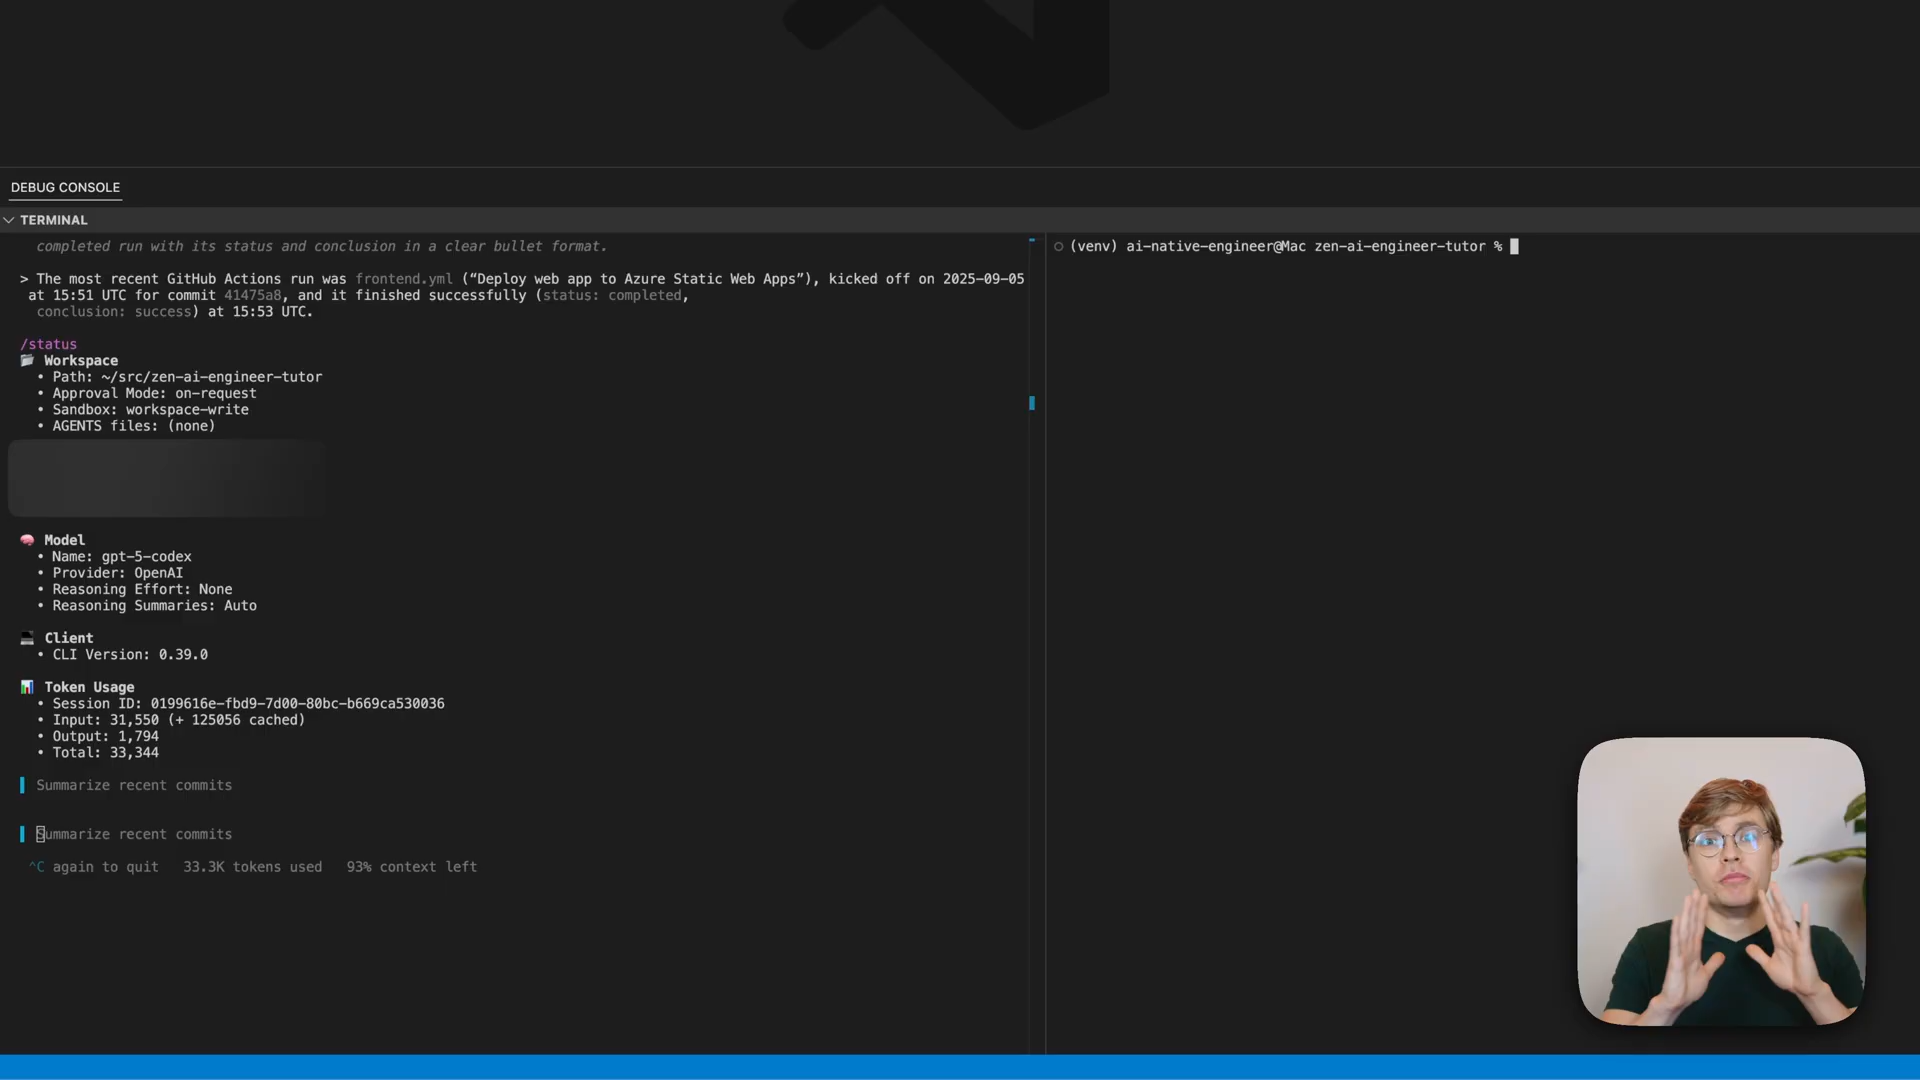 DEBUG CONSOLE
TERMINAL
completed run with its status and conclusion in a clear bullet format.
> The most recent GitHub Actions run was frontend.yml (“Deploy web app to Azure Static Web Apps”), kicked off on 2025-09-05
at 15:51 UTC for commit 41475a8, and it finished successfully (status: completed,
conclusion: success) at 15:53 UTC.
/status
Workspace
• Path: ~/src/zen-ai-engineer-tutor
• Approval Mode: on-request
• Sandbox: workspace-write
• AGENTS files: (none)
Model
• Name: gpt-5-codex
• Provider: OpenAI
• Reasoning Effort: None
• Reasoning Summaries: Auto
Client
• CLI Version: 0.39.0
Token Usage
• Session ID: 0199616e-fbd9-7d00-80bc-b669ca530036
• Input: 31,550 (+ 125056 cached)
• Output: 1,794
• Total: 33,344
Summarize recent commits
Summarize recent commits
^C again to quit 33.3K tokens used 93% context left
(venv) ai-native-engineer@Mac zen-ai-engineer-tutor %